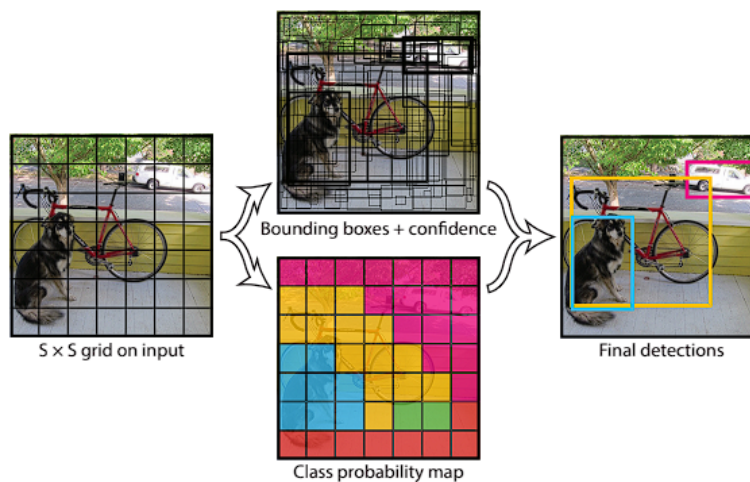 S × S grid on input
Bounding boxes + confidence
Class probability map
Final detections